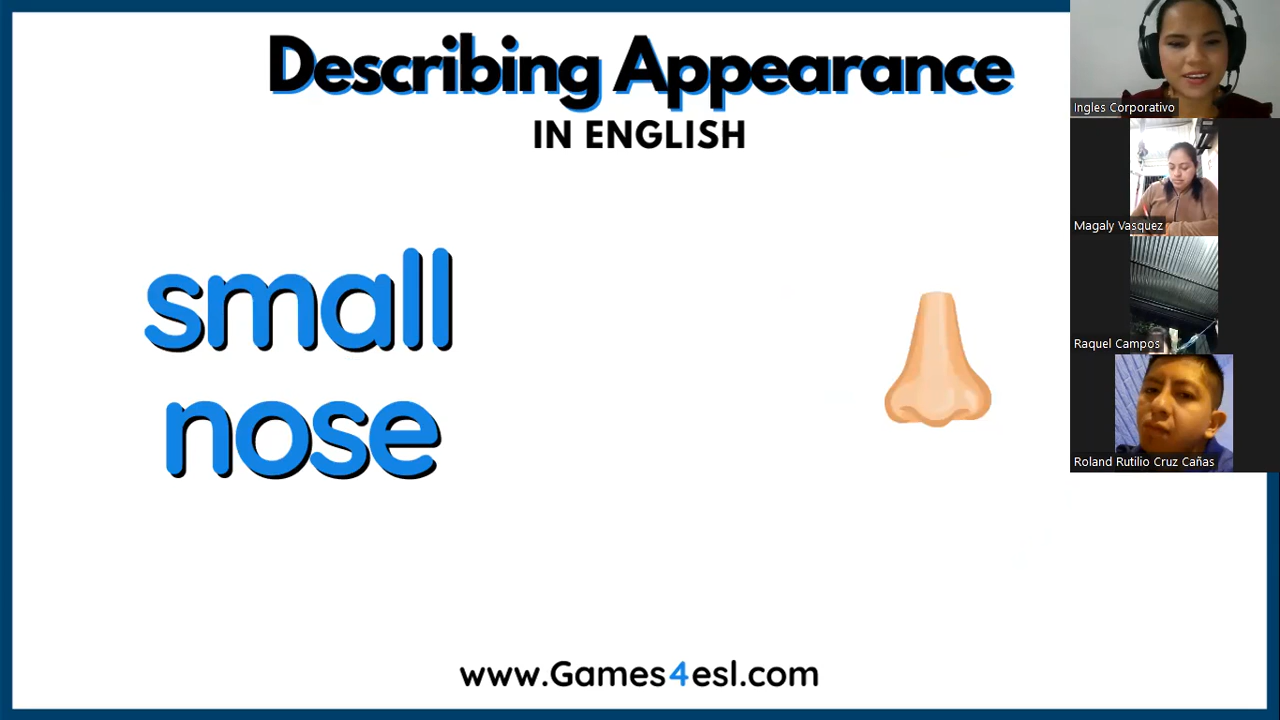 Describing Appearance
IN ENGLISH
small
nose
www.Games4esl.com
Ingles Corporativo
Magaly Vasquez
Raquel Campos
Roland Rutilio Cruz Cañas